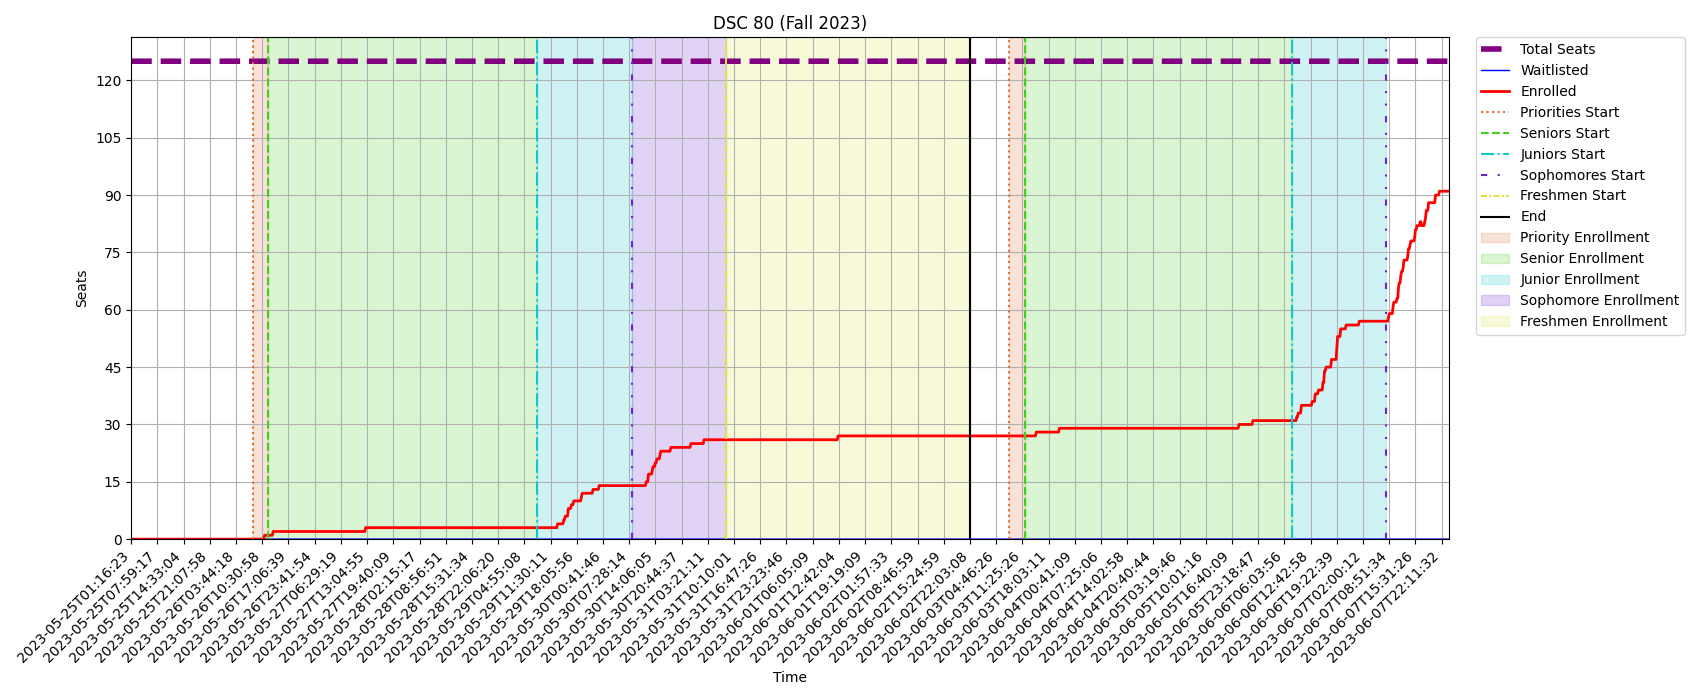 DSC 80 (Fall 2023)
Seats
120
105
90
75
60
45
30
15
0
2023-05-25T01:16:23
2023-05-25T07:59:17
2023-05-25T14:33:04
2023-05-25T21:07:58
2023-05-26T03:44:18
2023-05-26T10:30:58
2023-05-26T17:06:39
2023-05-26T23:41:54
2023-05-27T06:29:19
2023-05-27T13:04:55
2023-05-27T19:40:09
2023-05-28T02:15:17
2023-05-28T08:56:51
2023-05-28T15:31:34
2023-05-28T22:06:20
2023-05-29T04:55:08
2023-05-29T11:30:11
2023-05-29T18:05:56
2023-05-30T00:41:46
2023-05-30T07:28:14
2023-05-30T14:06:05
2023-05-30T20:44:37
2023-05-31T03:21:11
2023-05-31T10:10:01
2023-05-31T16:47:26
2023-05-31T23:23:46
2023-06-01T06:05:09
2023-06-01T12:42:04
2023-06-01T19:19:09
2023-06-02T01:57:33
2023-06-02T08:46:59
2023-06-02T15:24:59
2023-06-02T22:03:08
2023-06-03T04:46:26
2023-06-03T11:25:26
2023-06-03T18:03:11
2023-06-04T00:41:09
2023-06-04T07:25:06
2023-06-04T14:02:58
2023-06-04T20:40:44
2023-06-05T03:19:46
2023-06-05T10:01:16
2023-06-05T16:40:09
2023-06-05T23:18:47
2023-06-06T06:03:56
2023-06-06T12:42:58
2023-06-06T19:22:39
2023-06-07T02:00:12
2023-06-07T08:51:34
2023-06-07T15:31:26
2023-06-07T22:11:32
Time
Total Seats
Waitlisted
Enrolled
Priorities Start
Seniors Start
Juniors Start
Sophomores Start
Freshmen Start
End
Priority Enrollment
Senior Enrollment
Junior Enrollment
Sophomore Enrollment
Freshmen Enrollment